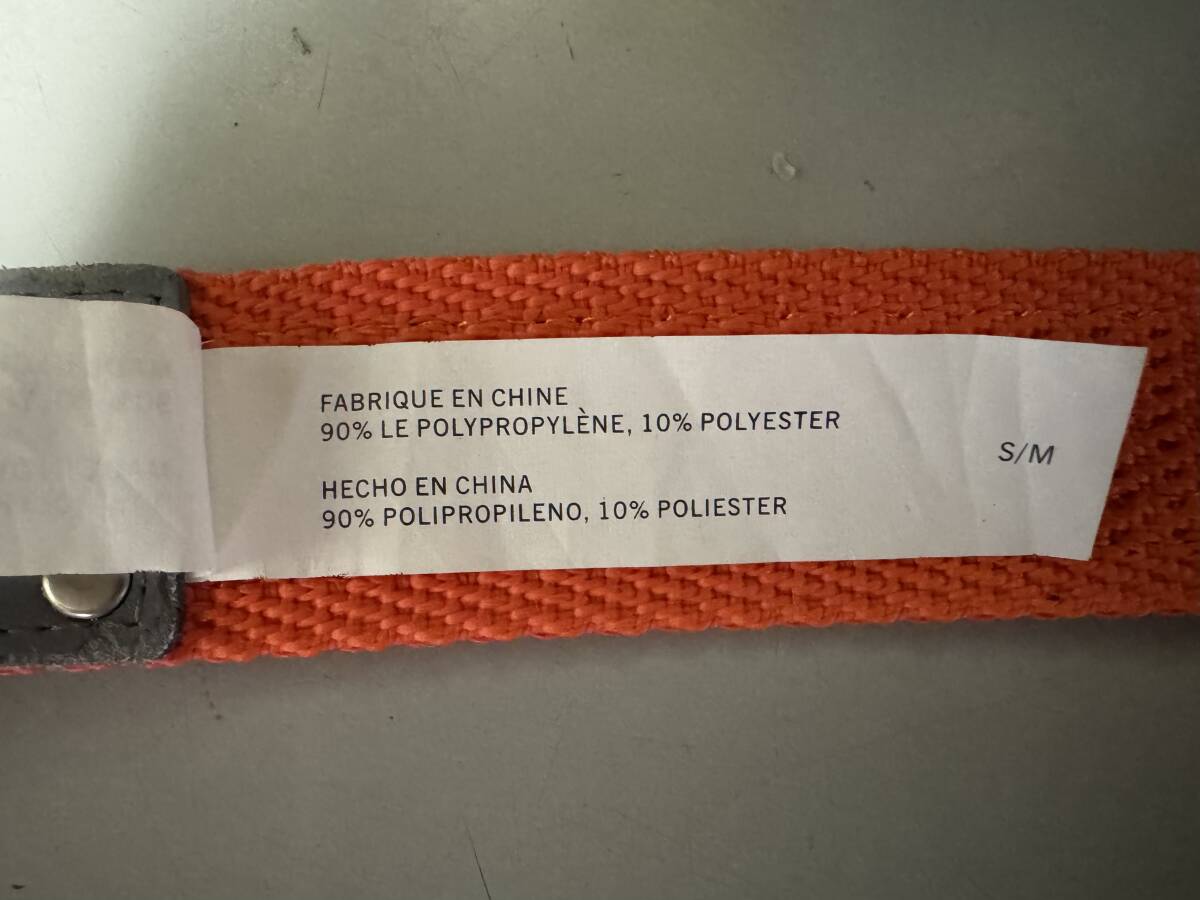 FABRIQUE EN CHINE
90% LE POLYPROPYLÈNE, 10% POLYESTER
S/M
HECHO EN CHINA
90% POLIPROPILENO, 10% POLIESTER